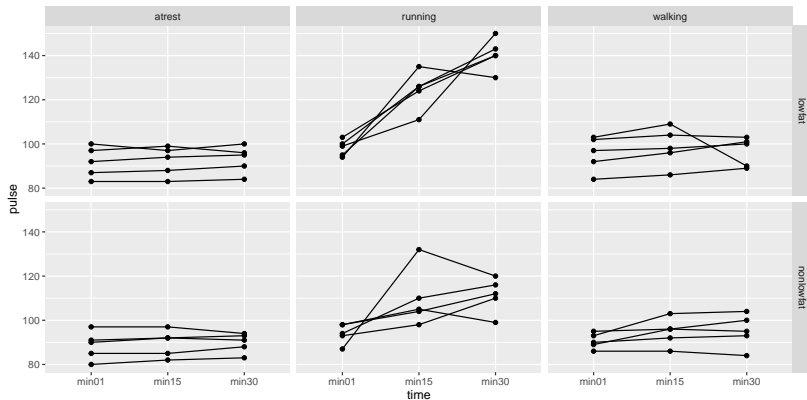 atrest running walking
140
120
100
80
lowfat
pulse
140
120
100
80
nonlowfat
min01 min15 min30 min01 min15 min30 min01 min15 min30
time